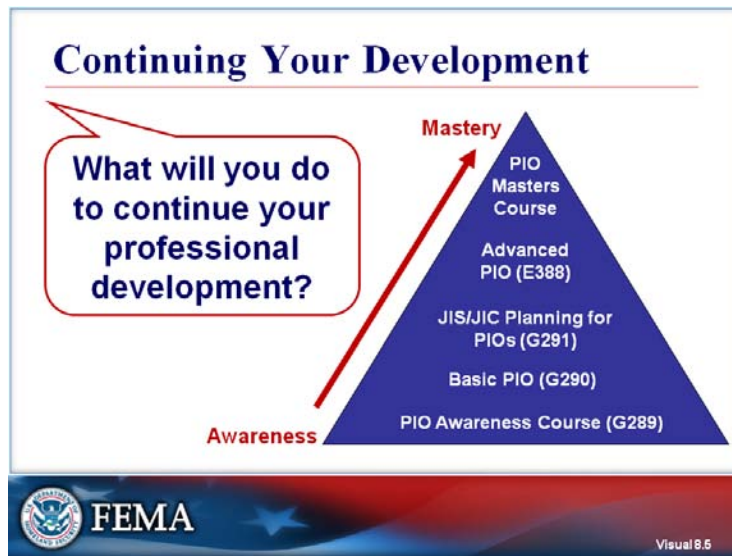 Continuing Your Development
What will you do
to continue your
professional
development?
Mastery
PIO
Masters
Course
Advanced
PIO (E388)
JIS/JIC Planning for
PIOs (G291)
Basic PIO (G290)
PIO Awareness Course (G289)
Awareness
FEMA
Visual 8.5